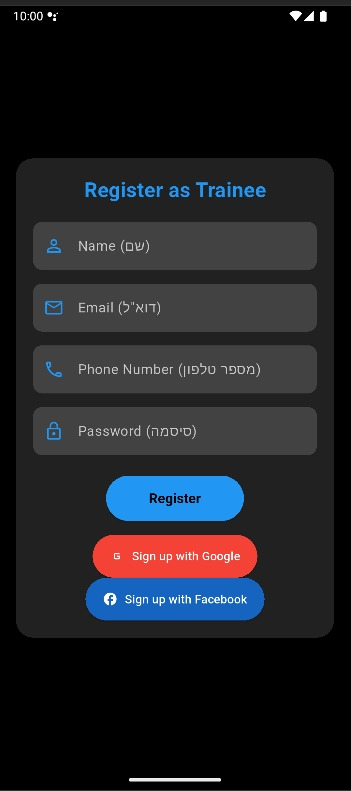 10:00
Register as Trainee
Name (שם)
Email (דוא"ל)
Phone Number (מספר טלפון)
Password (סיסמה)
Register
G Sign up with Google
Sign up with Facebook